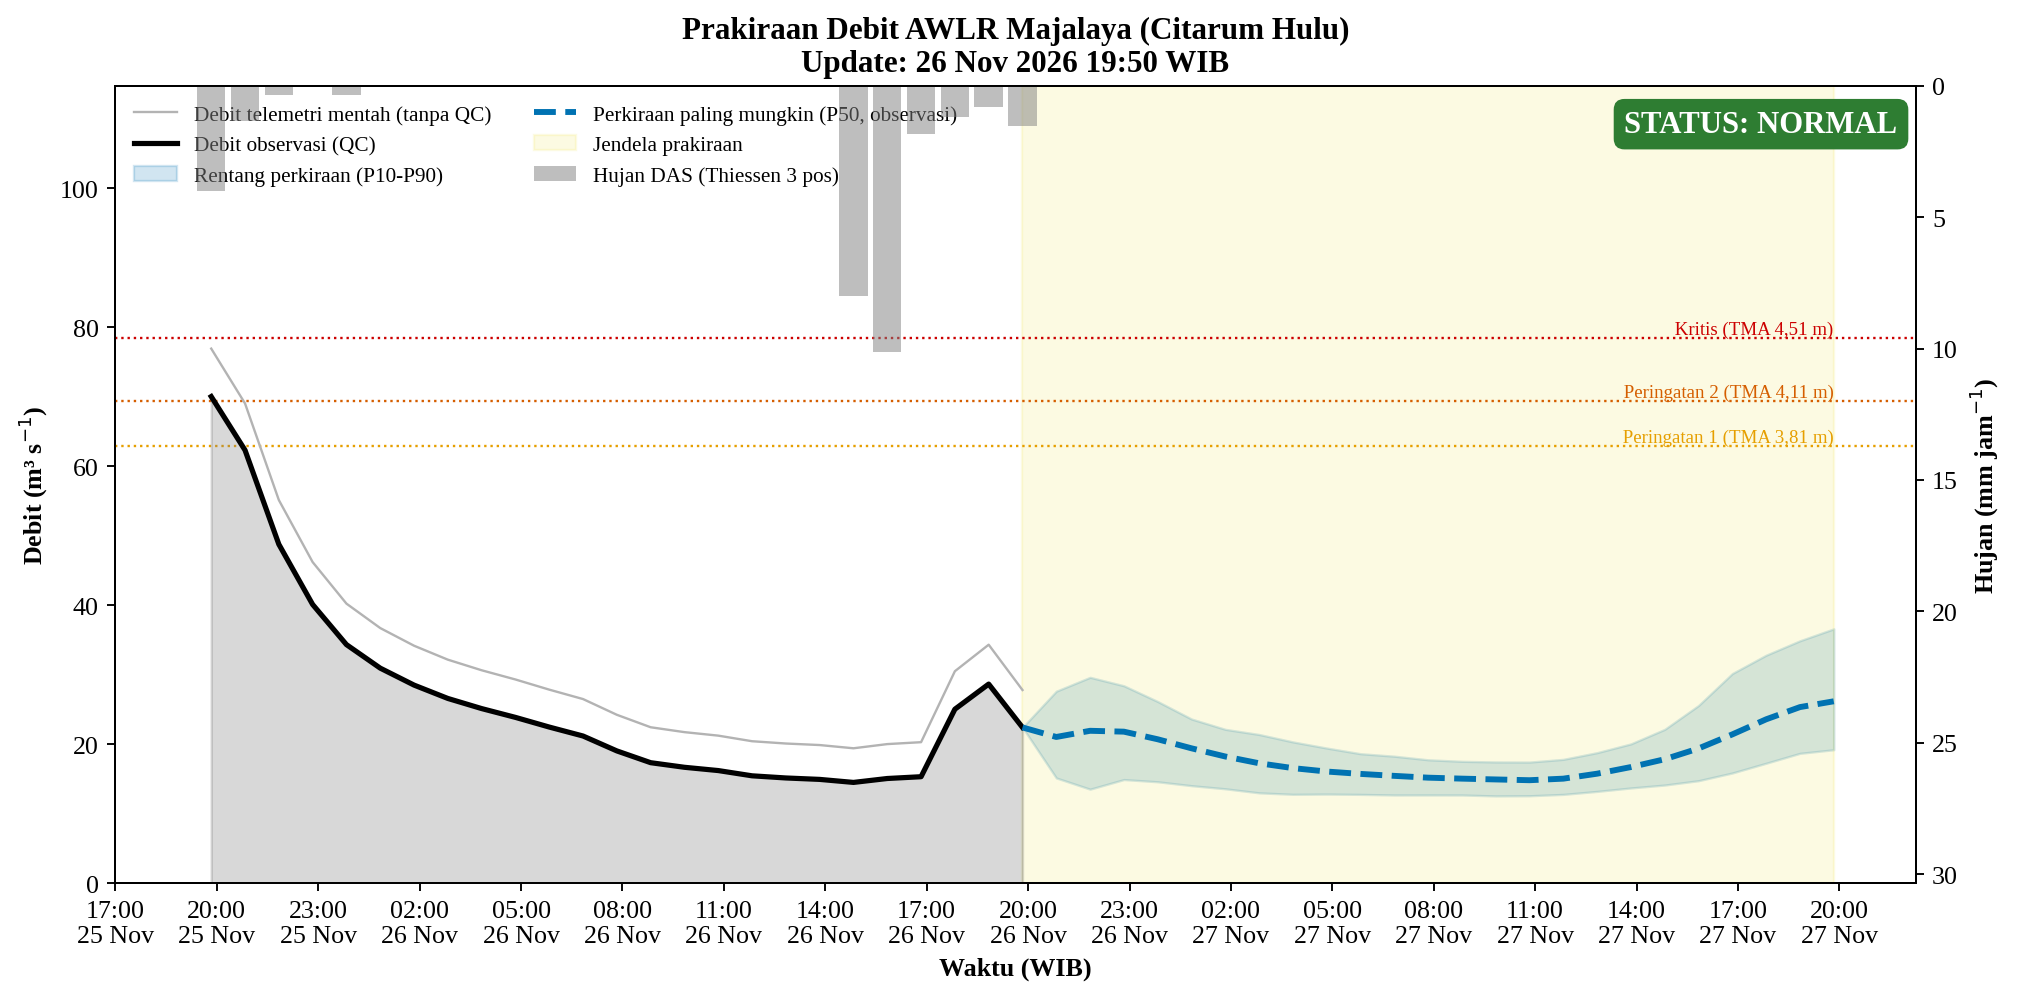 Prakiraan Debit AWLR Majalaya (Citarum Hulu)
Update: 26 Nov 2026 19:50 WIB
Debit telemetri mentah (tanpa QC)
Debit observasi (QC)
Rentang perkiraan (P10-P90)
Perkiraan paling mungkin (P50, observasi)
Jendela prakiraan
Hujan DAS (Thiessen 3 pos)
STATUS: NORMAL
Kritis (TMA 4,51 m)
Peringatan 2 (TMA 4,11 m)
Peringatan 1 (TMA 3,81 m)
Debit (m³ s⁻¹)
100
80
60
40
20
0
Hujan (mm jam⁻¹)
0
5
10
15
20
25
30
17:00 20:00 23:00 02:00 05:00 08:00 11:00 14:00 17:00 20:00 23:00 02:00 05:00 08:00 11:00 14:00 17:00 20:00
25 Nov 25 Nov 25 Nov 26 Nov 26 Nov 26 Nov 26 Nov 26 Nov 26 Nov 26 Nov 26 Nov 27 Nov 27 Nov 27 Nov 27 Nov 27 Nov 27 Nov 27 Nov
Waktu (WIB)